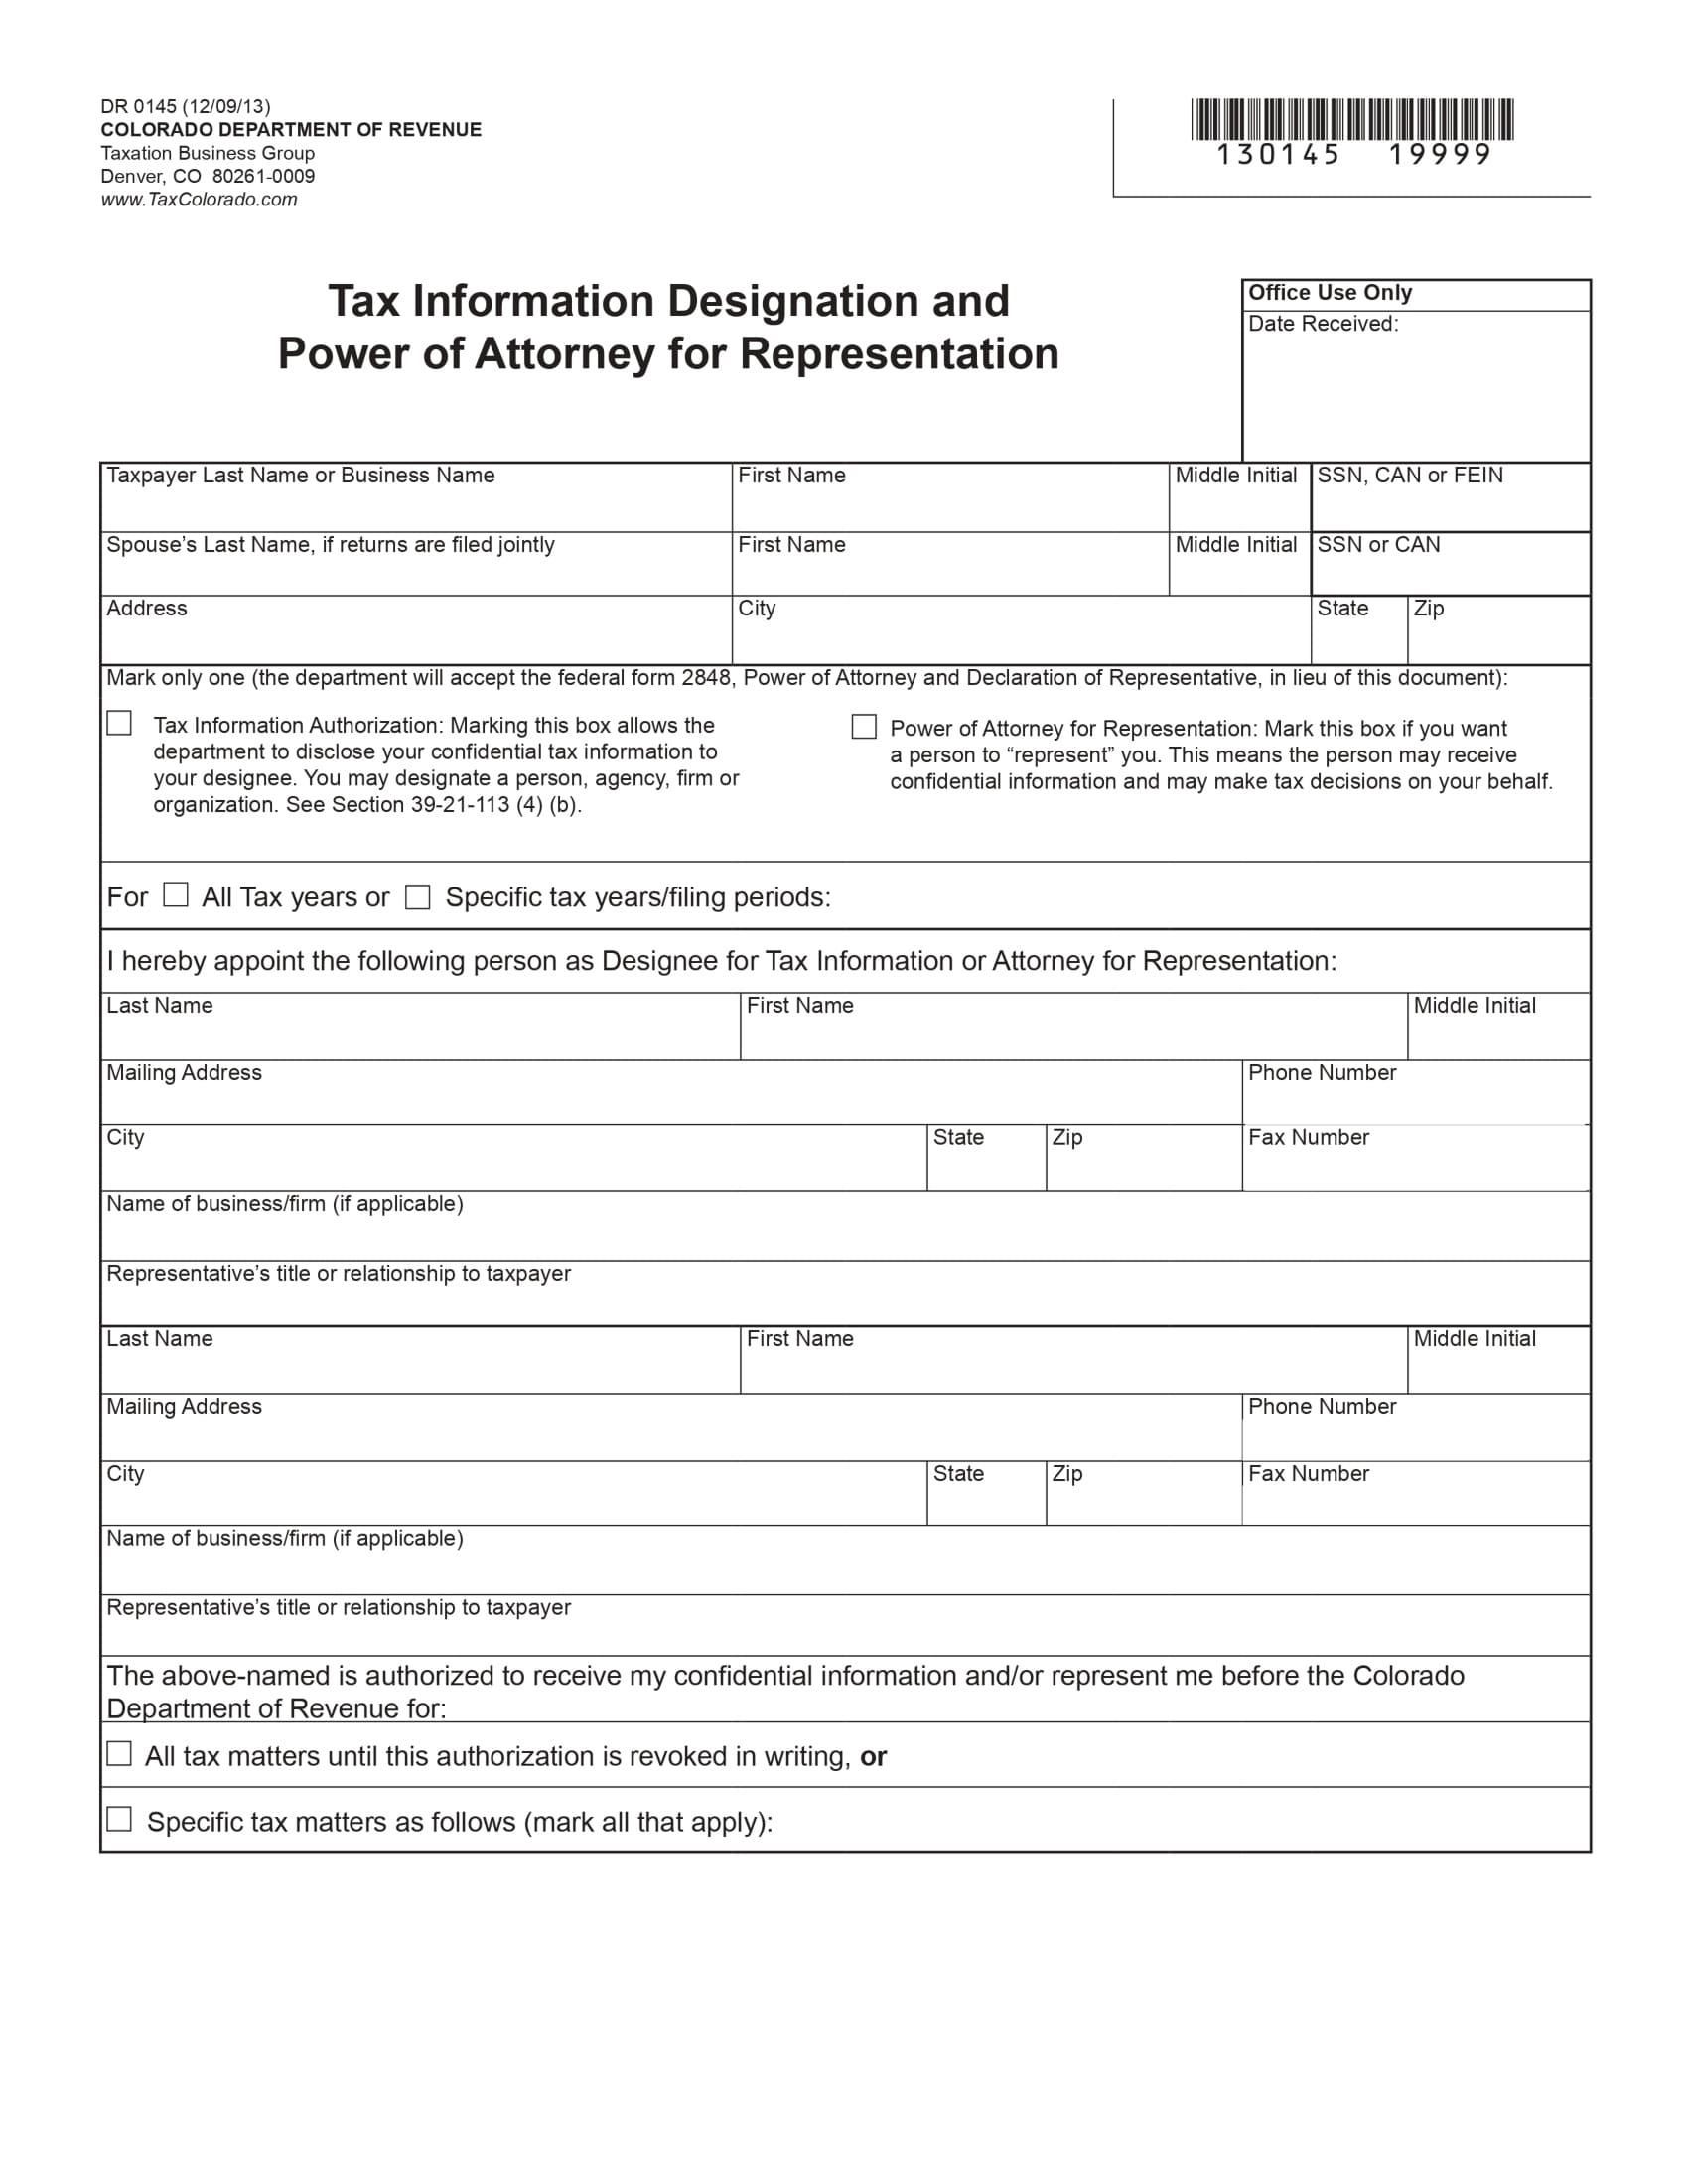 DR 0145 (12/09/13)
COLORADO DEPARTMENT OF REVENUE
Taxation Business Group
Denver, CO  80261-0009
www.TaxColorado.com
130145 19999
Tax Information Designation and
Power of Attorney for Representation
Office Use Only
Date Received:
Taxpayer Last Name or Business Name First Name Middle Initial SSN, CAN or FEIN
Spouse’s Last Name, if returns are filed jointly First Name Middle Initial SSN or CAN
Address City State Zip
Mark only one (the department will accept the federal form 2848, Power of Attorney and Declaration of Representative, in lieu of this document):
Tax Information Authorization: Marking this box allows the
department to disclose your confidential tax information to
your designee. You may designate a person, agency, firm or
organization. See Section 39-21-113 (4) (b).
Power of Attorney for Representation: Mark this box if you want
a person to “represent” you. This means the person may receive
confidential information and may make tax decisions on your behalf.
For All Tax years or Specific tax years/filing periods:
I hereby appoint the following person as Designee for Tax Information or Attorney for Representation:
Last Name First Name Middle Initial
Mailing Address Phone Number
City State Zip Fax Number
Name of business/firm (if applicable)
Representative’s title or relationship to taxpayer
Last Name First Name Middle Initial
Mailing Address Phone Number
City State Zip Fax Number
Name of business/firm (if applicable)
Representative’s title or relationship to taxpayer
The above-named is authorized to receive my confidential information and/or represent me before the Colorado
Department of Revenue for:
All tax matters until this authorization is revoked in writing, or
Specific tax matters as follows (mark all that apply):